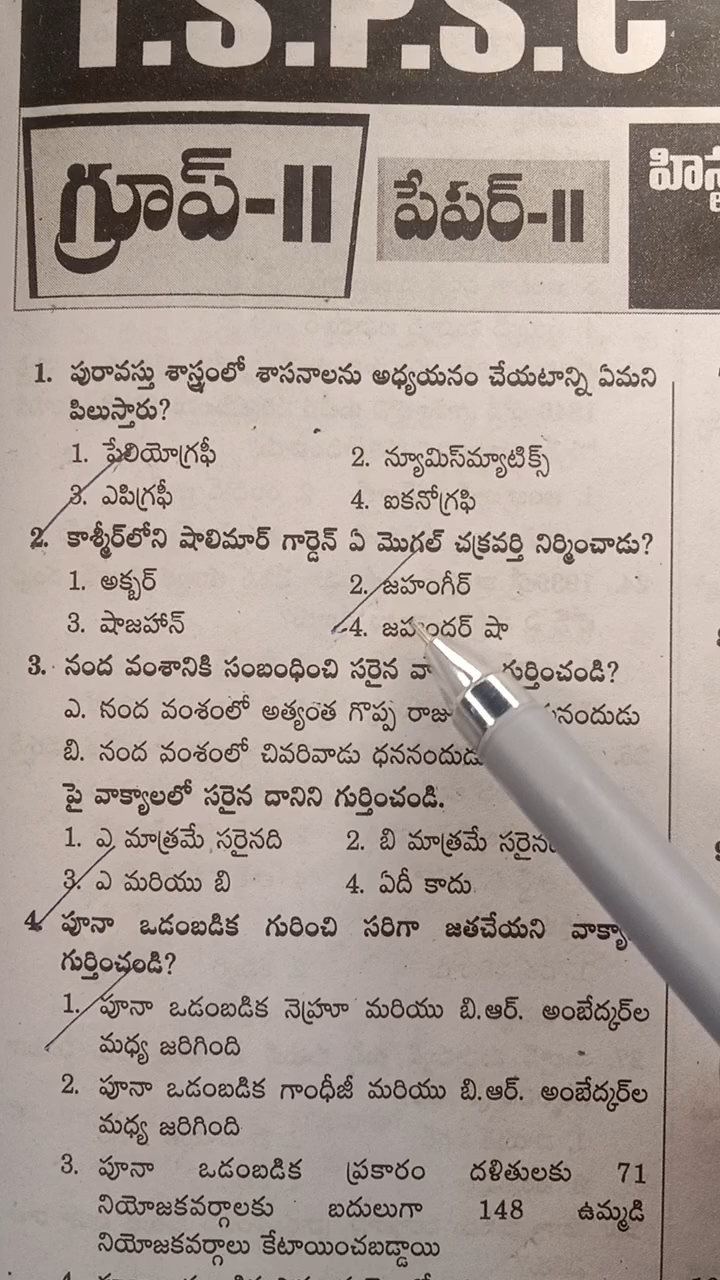 T.S.P.S.C
గ్రూప్-II
పేపర్-II
1. పురావస్తు శాస్త్రంలో శాసనాలను అధ్యయనం చేయటాన్ని ఏమని
పిలుస్తారు?
1. పేలియోగ్రఫీ 2. న్యూమిస్‌మ్యాటిక్స్
3. ఎపిగ్రఫీ 4. ఐకనోగ్రఫి
2. కాశ్మీర్‌లోని షాలిమార్ గార్డెన్ ఏ మొగల్ చక్రవర్తి నిర్మించాడు?
1. అక్బర్ 2. జహంగీర్
3. షాజహాన్ 4. జహందర్ షా
3. నంద వంశానికి సంబంధించి సరైన గుర్తించండి?
ఎ. నంద వంశంలో అత్యంత గొప్ప
బి. నంద వంశంలో చివరివాడు
పై వాక్యాలలో సరైన దానిని గుర్తించండి.
1. ఎ మాత్రమే సరైనది 2. బి మాత్రమే
3. ఎ మరియు బి 4. ఏదీ కాదు
4. పూనా ఒడంబడిక గురించి సరిగా జతచేయని
గుర్తించండి?
1. పూనా ఒడంబడిక నెహ్రూ మరియు బి.ఆర్. అంబేద్కర్‌ల
మధ్య జరిగింది
2. పూనా ఒడంబడిక గాంధీజీ మరియు బి.ఆర్. అంబేద్కర్‌ల
మధ్య జరిగింది
3. పూనా ఒడంబడిక ప్రకారం దళితులకు 71
నియోజకవర్గాలకు బదులుగా 148 ఉమ్మడి
నియోజకవర్గాలు కేటాయించబడ్డాయి